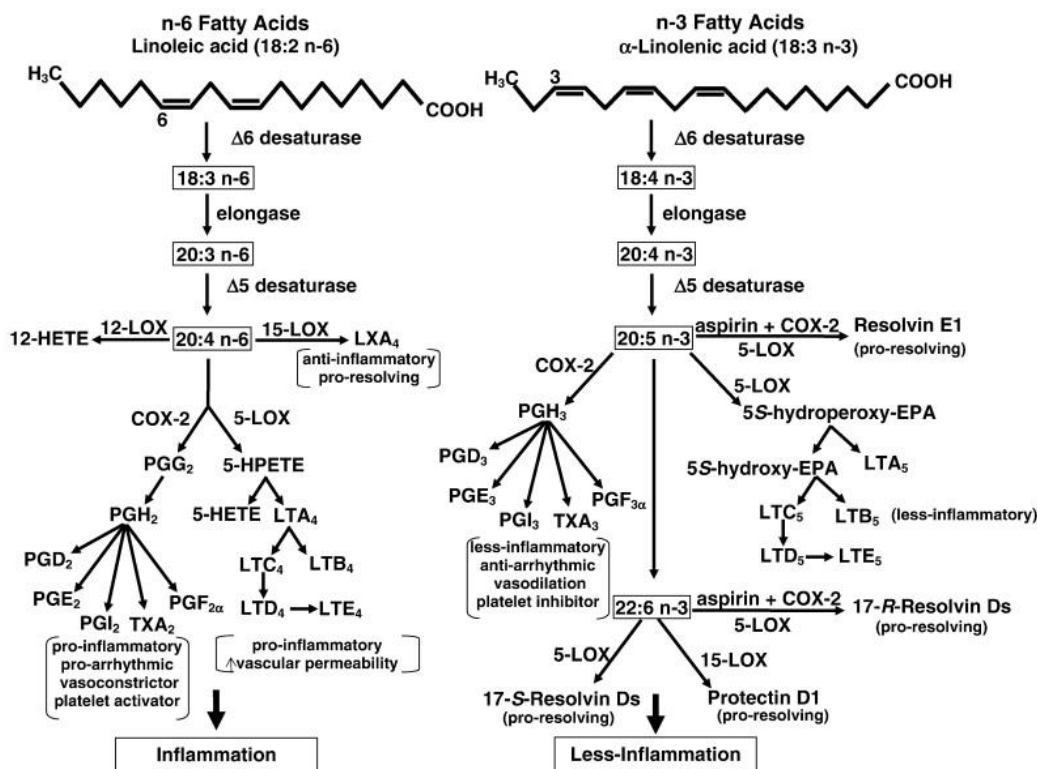 n-6 Fatty Acids
Linoleic acid (18:2 n-6)
H₃C
6
COOH
Δ6 desaturase
18:3 n-6
elongase
20:3 n-6
Δ5 desaturase
12-HETE
12-LOX
20:4 n-6
15-LOX
LXA₄
anti-inflammatory
pro-resolving
COX-2
5-LOX
PGG₂
5-HPETE
PGH₂
5-HETE
LTA₄
PGD₂
LTC₄
LTB₄
PGE₂
PGI₂
TXA₂
PGF₂α
LTD₄
LTE₄
pro-inflammatory
pro-arrhythmic
vasoconstrictor
platelet activator
pro-inflammatory
↑vascular permeability
Inflammation
n-3 Fatty Acids
α-Linolenic acid (18:3 n-3)
H₃C
3
COOH
Δ6 desaturase
18:4 n-3
elongase
20:4 n-3
Δ5 desaturase
20:5 n-3
aspirin + COX-2
5-LOX
Resolvin E1
(pro-resolving)
COX-2
5-LOX
PGH₃
5S-hydroperoxy-EPA
PGD₃
5S-hydroxy-EPA
LTA₅
PGE₃
PGI₃
TXA₃
PGF₃α
LTC₅
LTB₅
(less-inflammatory)
LTD₅
LTE₅
less-inflammatory
anti-arrhythmic
vasodilation
platelet inhibitor
22:6 n-3
aspirin + COX-2
5-LOX
17-R-Resolvin Ds
(pro-resolving)
5-LOX
15-LOX
17-S-Resolvin Ds
(pro-resolving)
Protectin D1
(pro-resolving)
Less-Inflammation